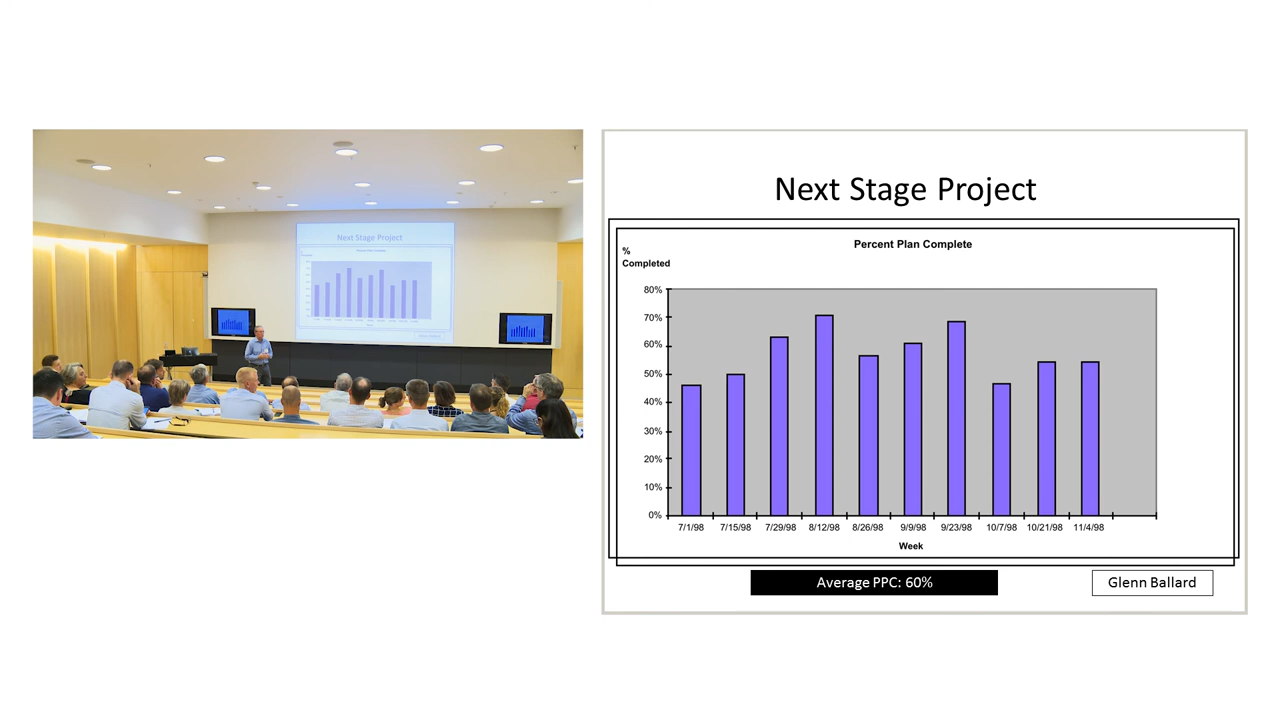 Next Stage Project
Next Stage Project
Percent Plan Complete
%
Completed
80%
70%
60%
50%
40%
30%
20%
10%
0%
7/1/98 7/15/98 7/29/98 8/12/98 8/26/98 9/9/98 9/23/98 10/7/98 10/21/98 11/4/98
Week
Average PPC: 60%
Glenn Ballard